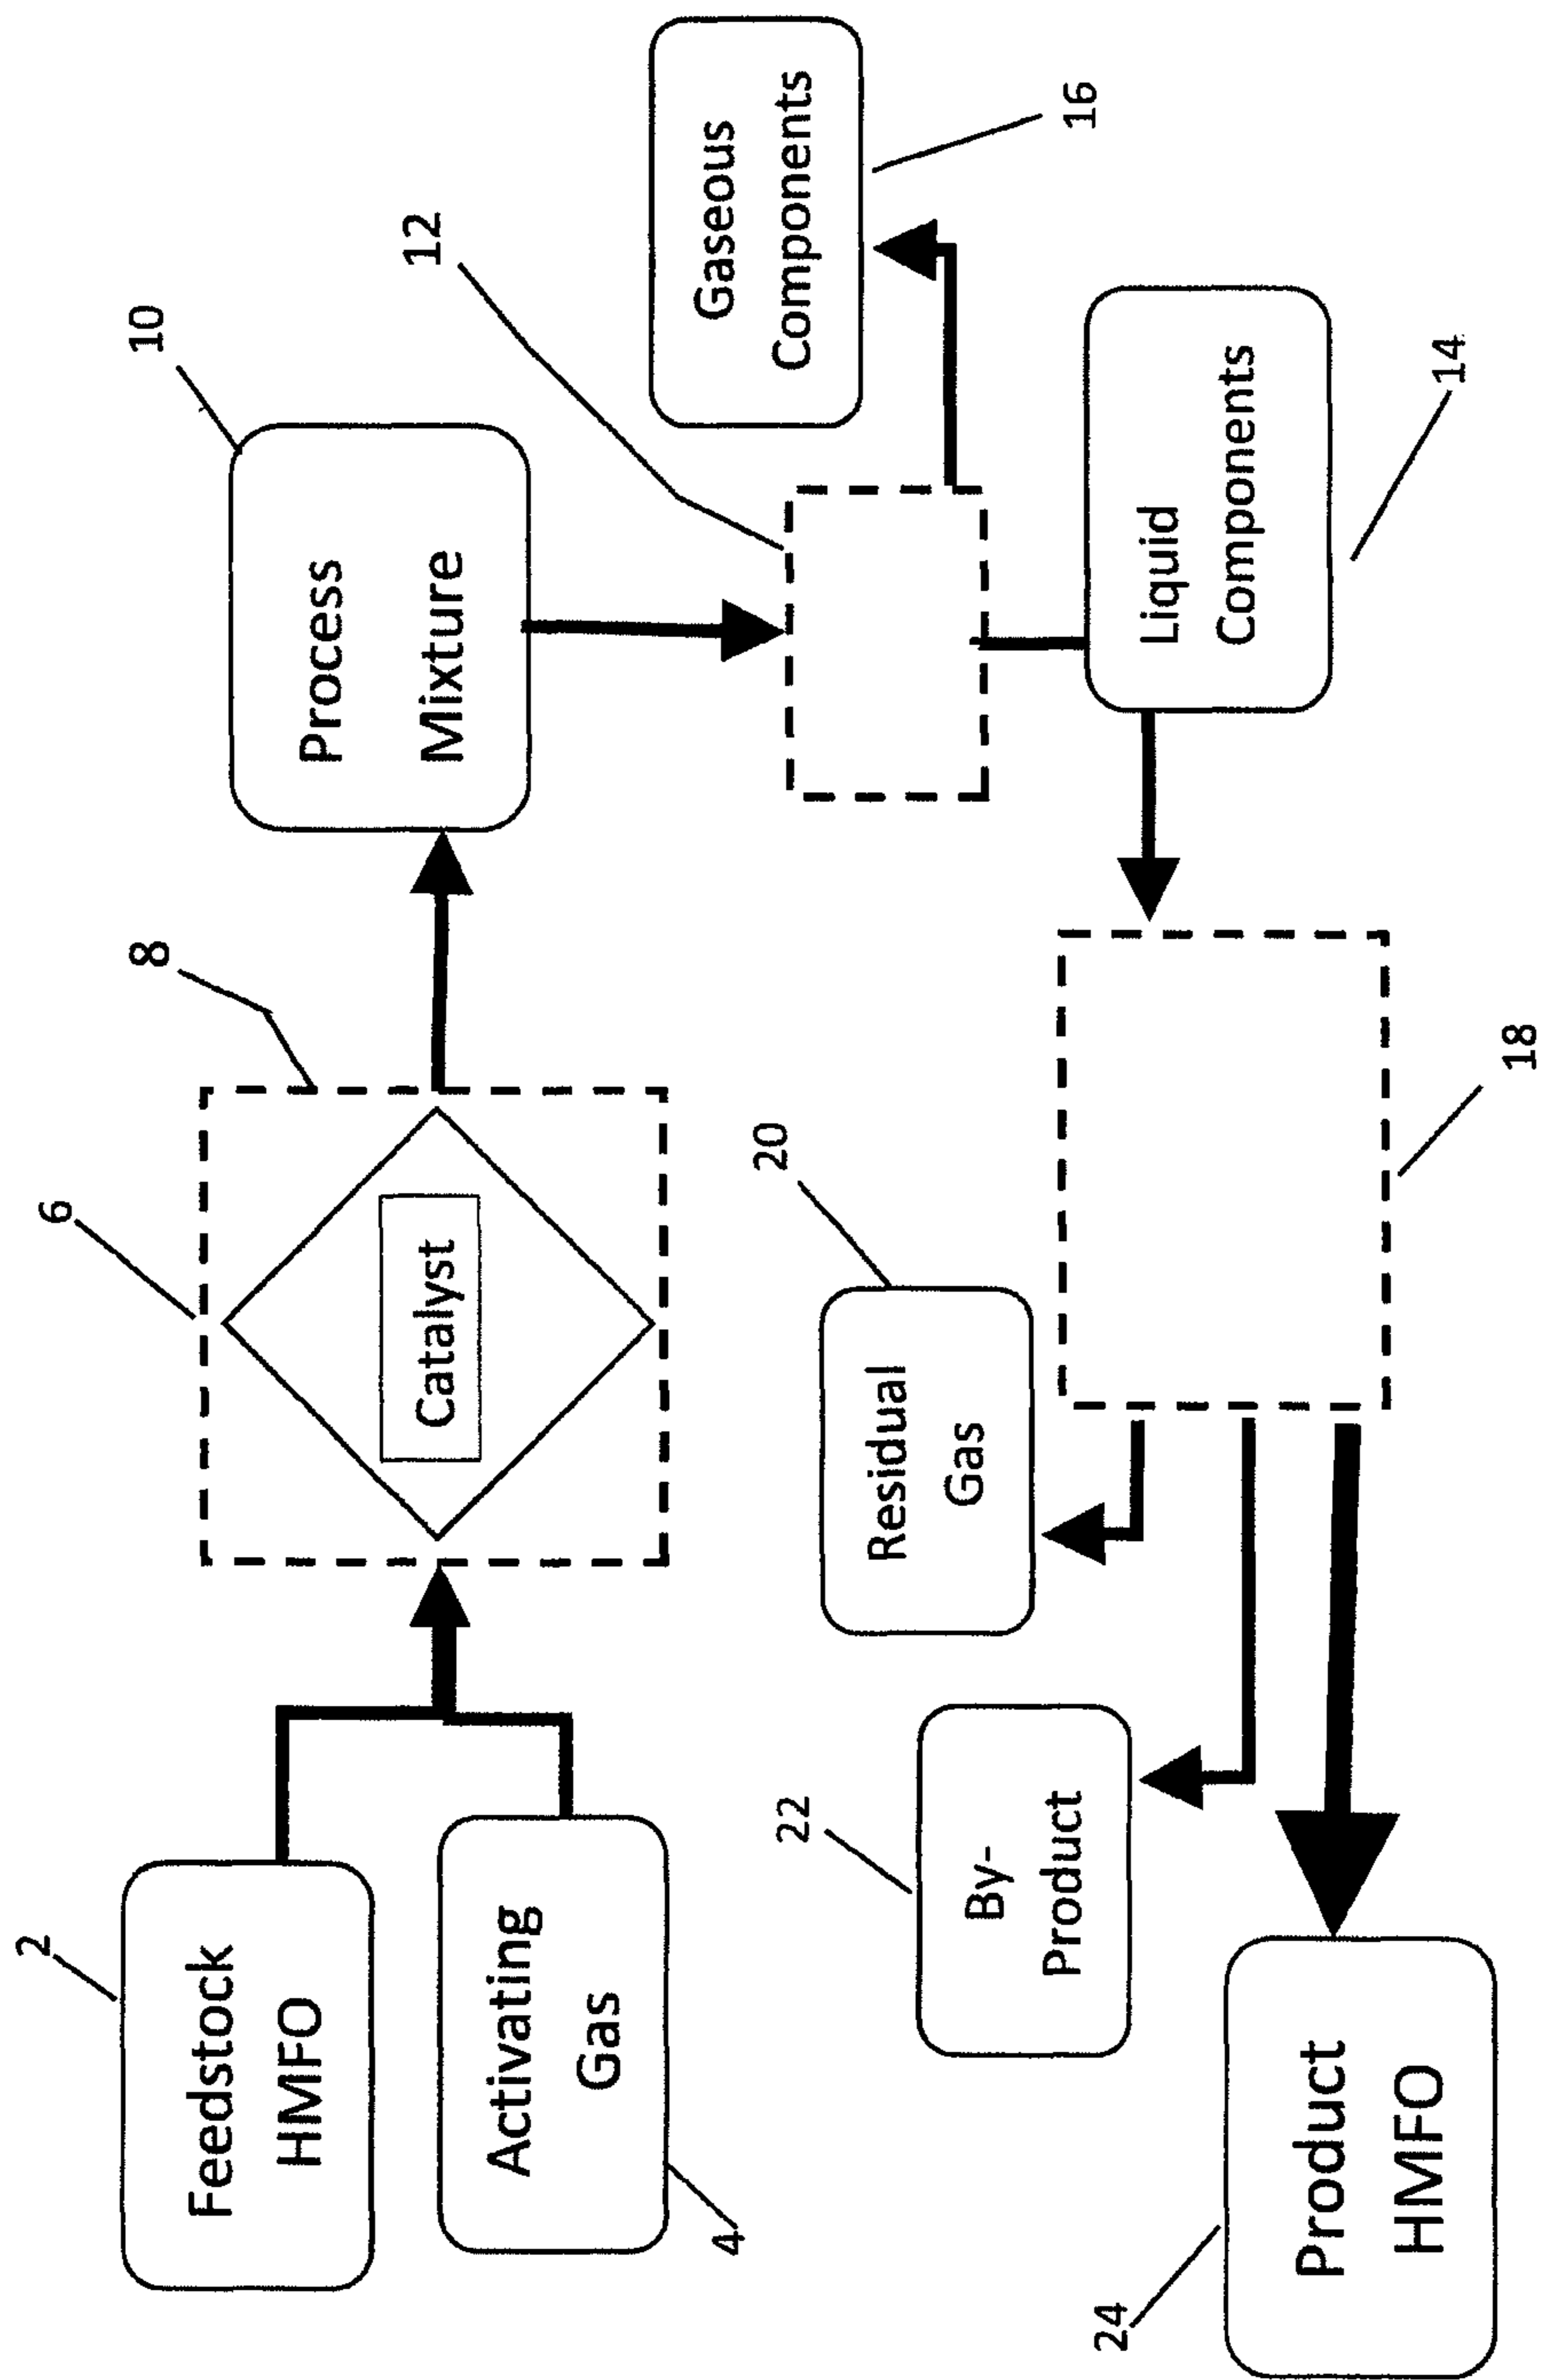 2
Feedstock
HMFO
Activating
Gas
4
6
Catalyst
8
10
Process
Mixture
12
Gaseous
Components
16
Liquid
Components
14
18
20
Residual
Gas
22
By-
Product
24
Product
HMFO